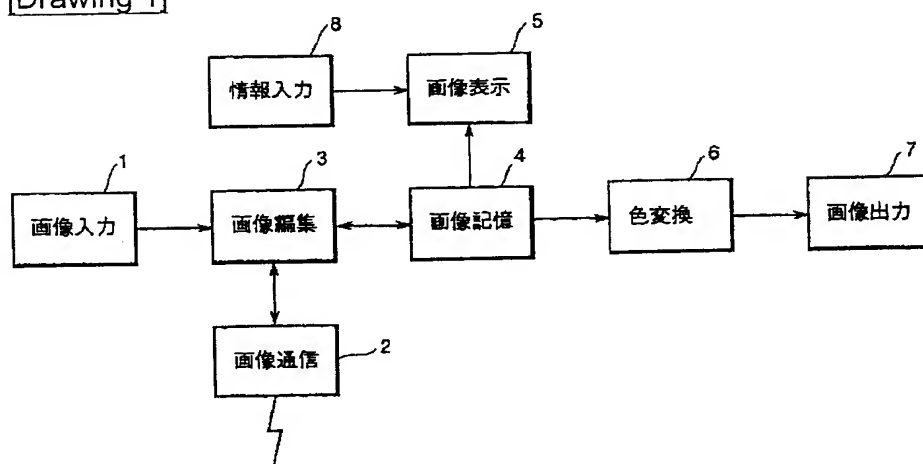 [Drawing 1]
8
5
情報入力
画像表示
1
3
4
6
7
画像入力
画像編集
画像記憶
色変換
画像出力
画像通信
2